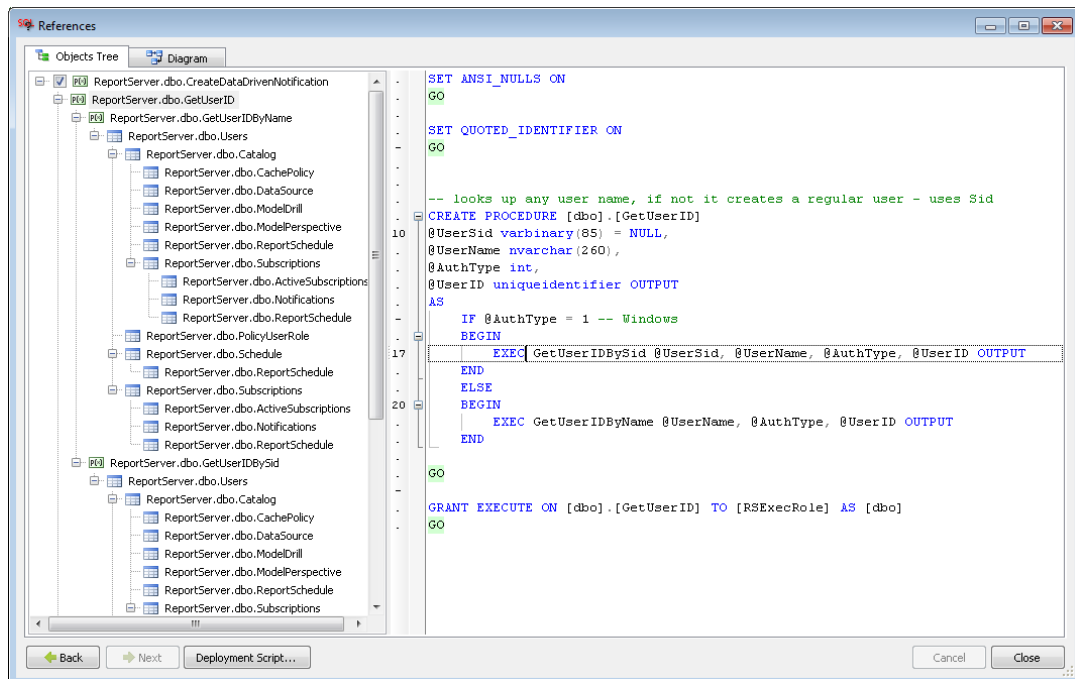 SQL References
Objects Tree
Diagram
ReportServer.dbo.CreateDataDrivenNotification
ReportServer.dbo.GetUserID
ReportServer.dbo.GetUserIDByName
ReportServer.dbo.Users
ReportServer.dbo.Catalog
ReportServer.dbo.CachePolicy
ReportServer.dbo.DataSource
ReportServer.dbo.ModelDrill
ReportServer.dbo.ModelPerspective
ReportServer.dbo.ReportSchedule
ReportServer.dbo.Subscriptions
ReportServer.dbo.ActiveSubscriptions
ReportServer.dbo.Notifications
ReportServer.dbo.ReportSchedule
ReportServer.dbo.PolicyUserRole
ReportServer.dbo.Schedule
ReportServer.dbo.ReportSchedule
ReportServer.dbo.Subscriptions
ReportServer.dbo.ActiveSubscriptions
ReportServer.dbo.Notifications
ReportServer.dbo.ReportSchedule
ReportServer.dbo.GetUserIDBySid
ReportServer.dbo.Users
ReportServer.dbo.Catalog
ReportServer.dbo.CachePolicy
ReportServer.dbo.DataSource
ReportServer.dbo.ModelDrill
ReportServer.dbo.ModelPerspective
ReportServer.dbo.ReportSchedule
ReportServer.dbo.Subscriptions
SET ANSI_NULLS ON
GO
SET QUOTED_IDENTIFIER ON
GO
-- looks up any user name, if not it creates a regular user - uses Sid
CREATE PROCEDURE [dbo].[GetUserID]
10 @UserSid varbinary(85) = NULL,
@UserName nvarchar(260),
@AuthType int,
@UserID uniqueidentifier OUTPUT
AS
IF @AuthType = 1 -- Windows
BEGIN
17 EXEC GetUserIDBySid @UserSid, @UserName, @AuthType, @UserID OUTPUT
END
ELSE
20 BEGIN
EXEC GetUserIDByName @UserName, @AuthType, @UserID OUTPUT
END
GO
GRANT EXECUTE ON [dbo].[GetUserID] TO [RSExecRole] AS [dbo]
GO
Back
Next
Deployment Script...
Cancel
Close